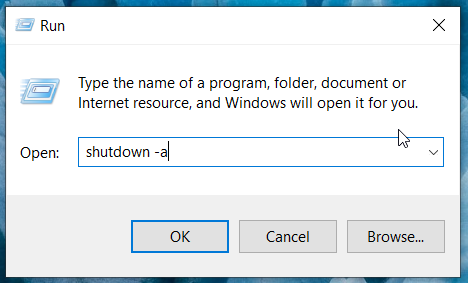 Run
Type the name of a program, folder, document or
Internet resource, and Windows will open it for you.
Open: shutdown -a
OK Cancel Browse...